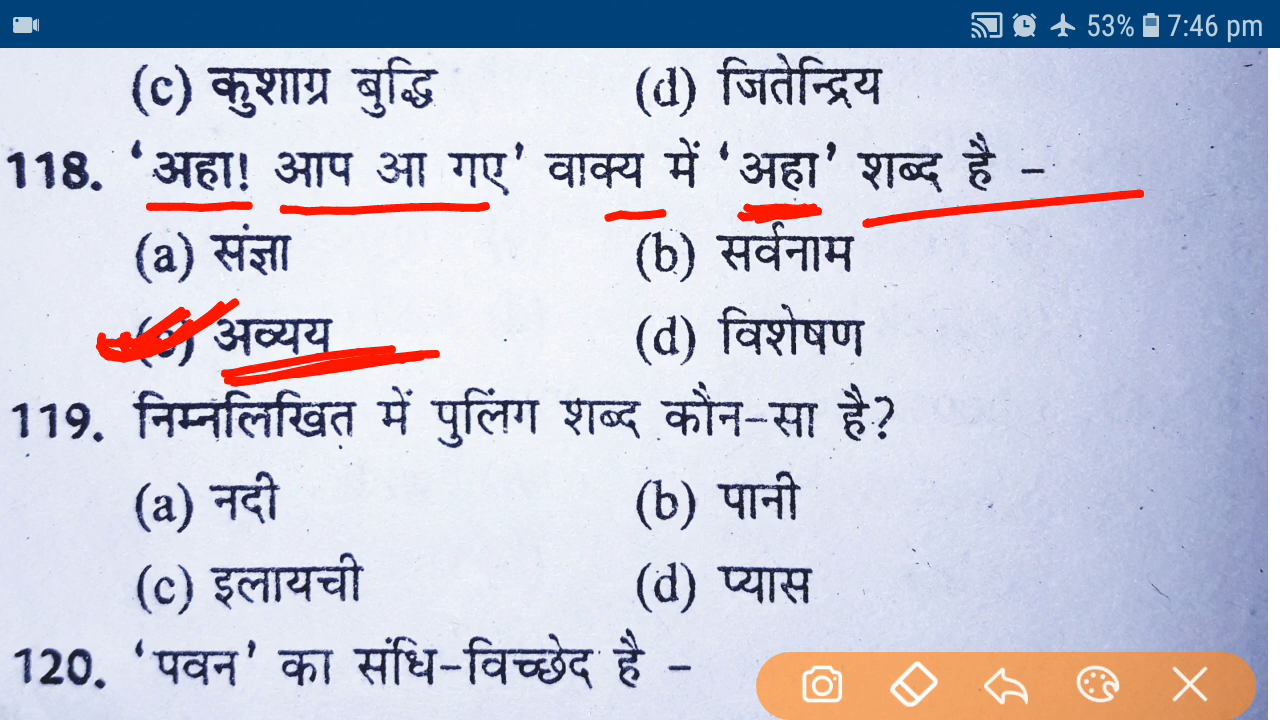 53% 7:46 pm
(c) कुशाग्र बुद्धि (d) जितेन्द्रिय
118. ‘अहा! आप आ गए’ वाक्य में ‘अहा’ शब्द है –
(a) संज्ञा (b) सर्वनाम
(c) अव्यय (d) विशेषण
119. निम्नलिखित में पुलिंग शब्द कौन-सा है?
(a) नदी (b) पानी
(c) इलायची (d) प्यास
120. ‘पवन’ का संधि-विच्छेद है –